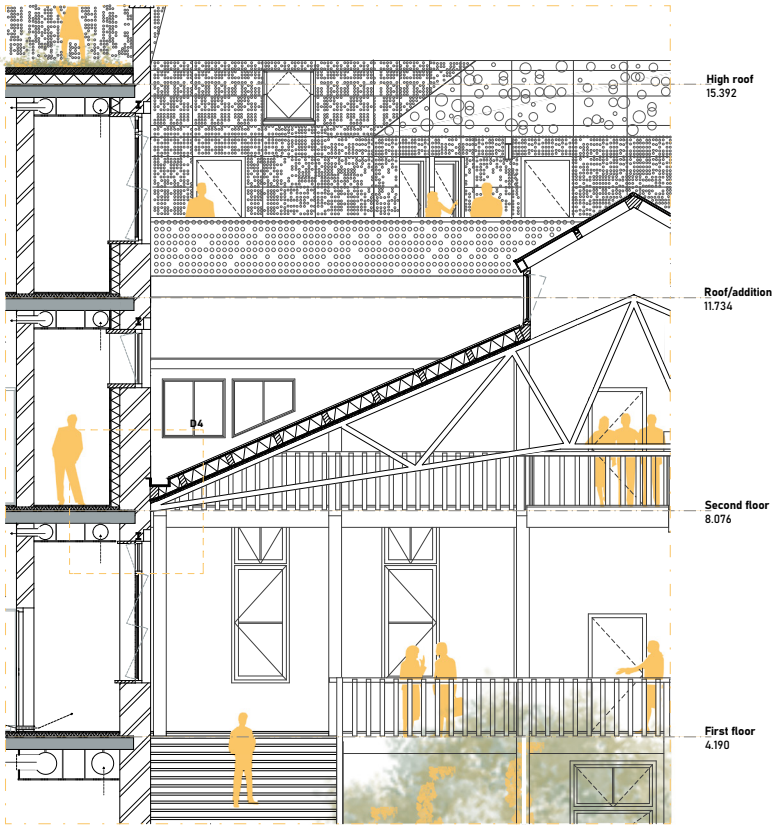 High roof
15.392
Roof/addition
11.734
D4
Second floor
8.076
First floor
4.190